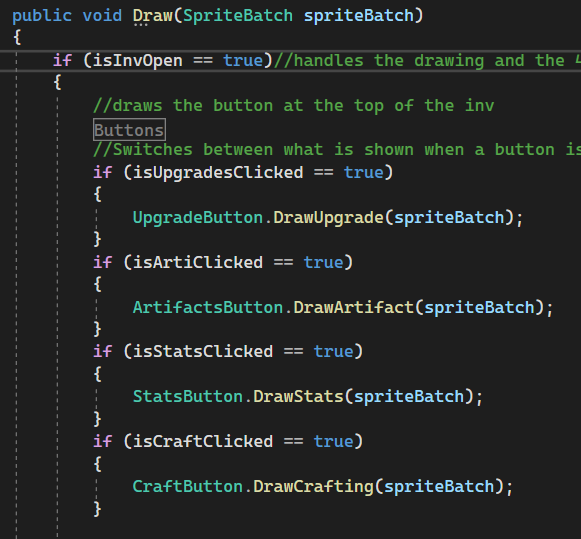 public void Draw(SpriteBatch spriteBatch)
{
if (isInvOpen == true)//handles the drawing and the
{
//draws the button at the top of the inv
Buttons
//Switches between what is shown when a button is
if (isUpgradesClicked == true)
{
UpgradeButton.DrawUpgrade(spriteBatch);
}
if (isArtiClicked == true)
{
ArtifactsButton.DrawArtifact(spriteBatch);
}
if (isStatsClicked == true)
{
StatsButton.DrawStats(spriteBatch);
}
if (isCraftClicked == true)
{
CraftButton.DrawCrafting(spriteBatch);
}